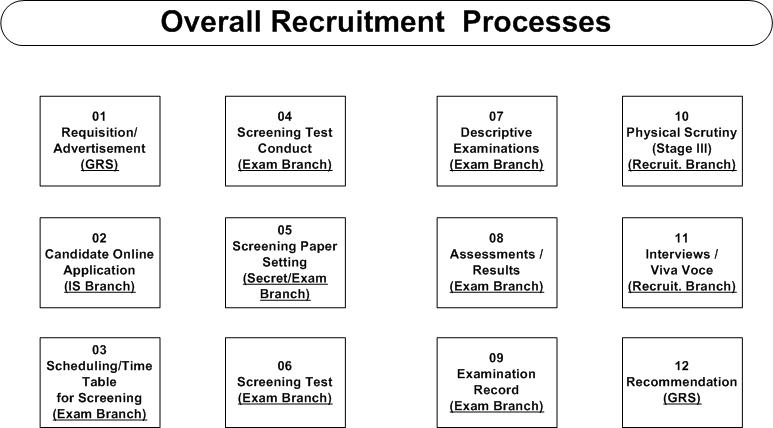 Overall Recruitment  Processes
01
Requisition/
Advertisement
(GRS)
02
Candidate Online
Application
(IS Branch)
03
Scheduling/Time
Table
for Screening
(Exam Branch)
04
Screening Test
Conduct
(Exam Branch)
05
Screening Paper
Setting
(Secret/Exam
Branch)
06
Screening Test
(Exam Branch)
07
Descriptive
Examinations
(Exam Branch)
08
Assessments /
Results
(Exam Branch)
09
Examination
Record
(Exam Branch)
10
Physical Scrutiny
(Stage III)
(Recruit. Branch)
11
Interviews /
Viva Voce
(Recruit. Branch)
12
Recommendation
(GRS)